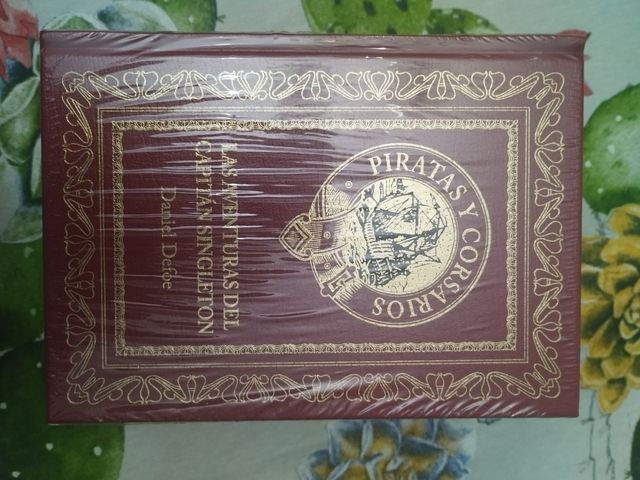 PIRATAS Y CORSARIOS
LAS AVENTURAS DEL
CAPITÁN SINGLETON
Daniel Defoe